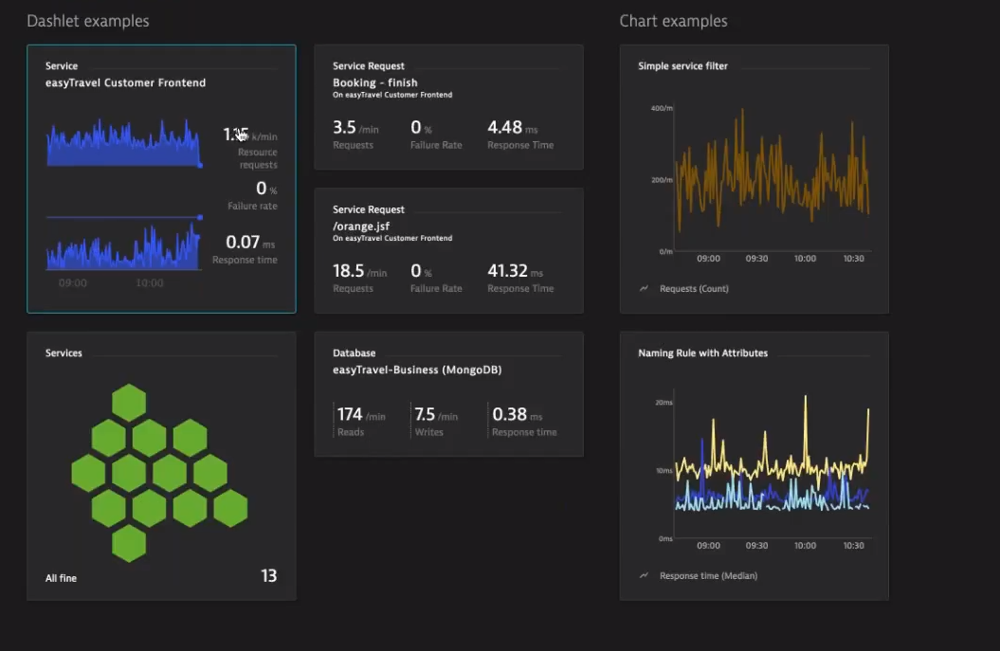 Dashlet examples
Service
easyTravel Customer Frontend
k/min
Resource
requests
0 %
Failure rate
0.07 ms
Response time
09:00 10:00
Service Request
Booking - finish
On easyTravel Customer Frontend
3.5 /min 0 % 4.48 ms
Requests Failure Rate Response Time
Service Request
/orange.jsf
On easyTravel Customer Frontend
18.5 /min 0 % 41.32 ms
Requests Failure Rate Response Time
Services
All fine 13
Database
easyTravel-Business (MongoDB)
174 /min 7.5 /min 0.38 ms
Reads Writes Response time
Chart examples
Simple service filter
400/m
200/m
0/m
09:00 09:30 10:00 10:30
Requests (Count)
Naming Rule with Attributes
20ms
10ms
0ms
09:00 09:30 10:00 10:30
Response time (Median)